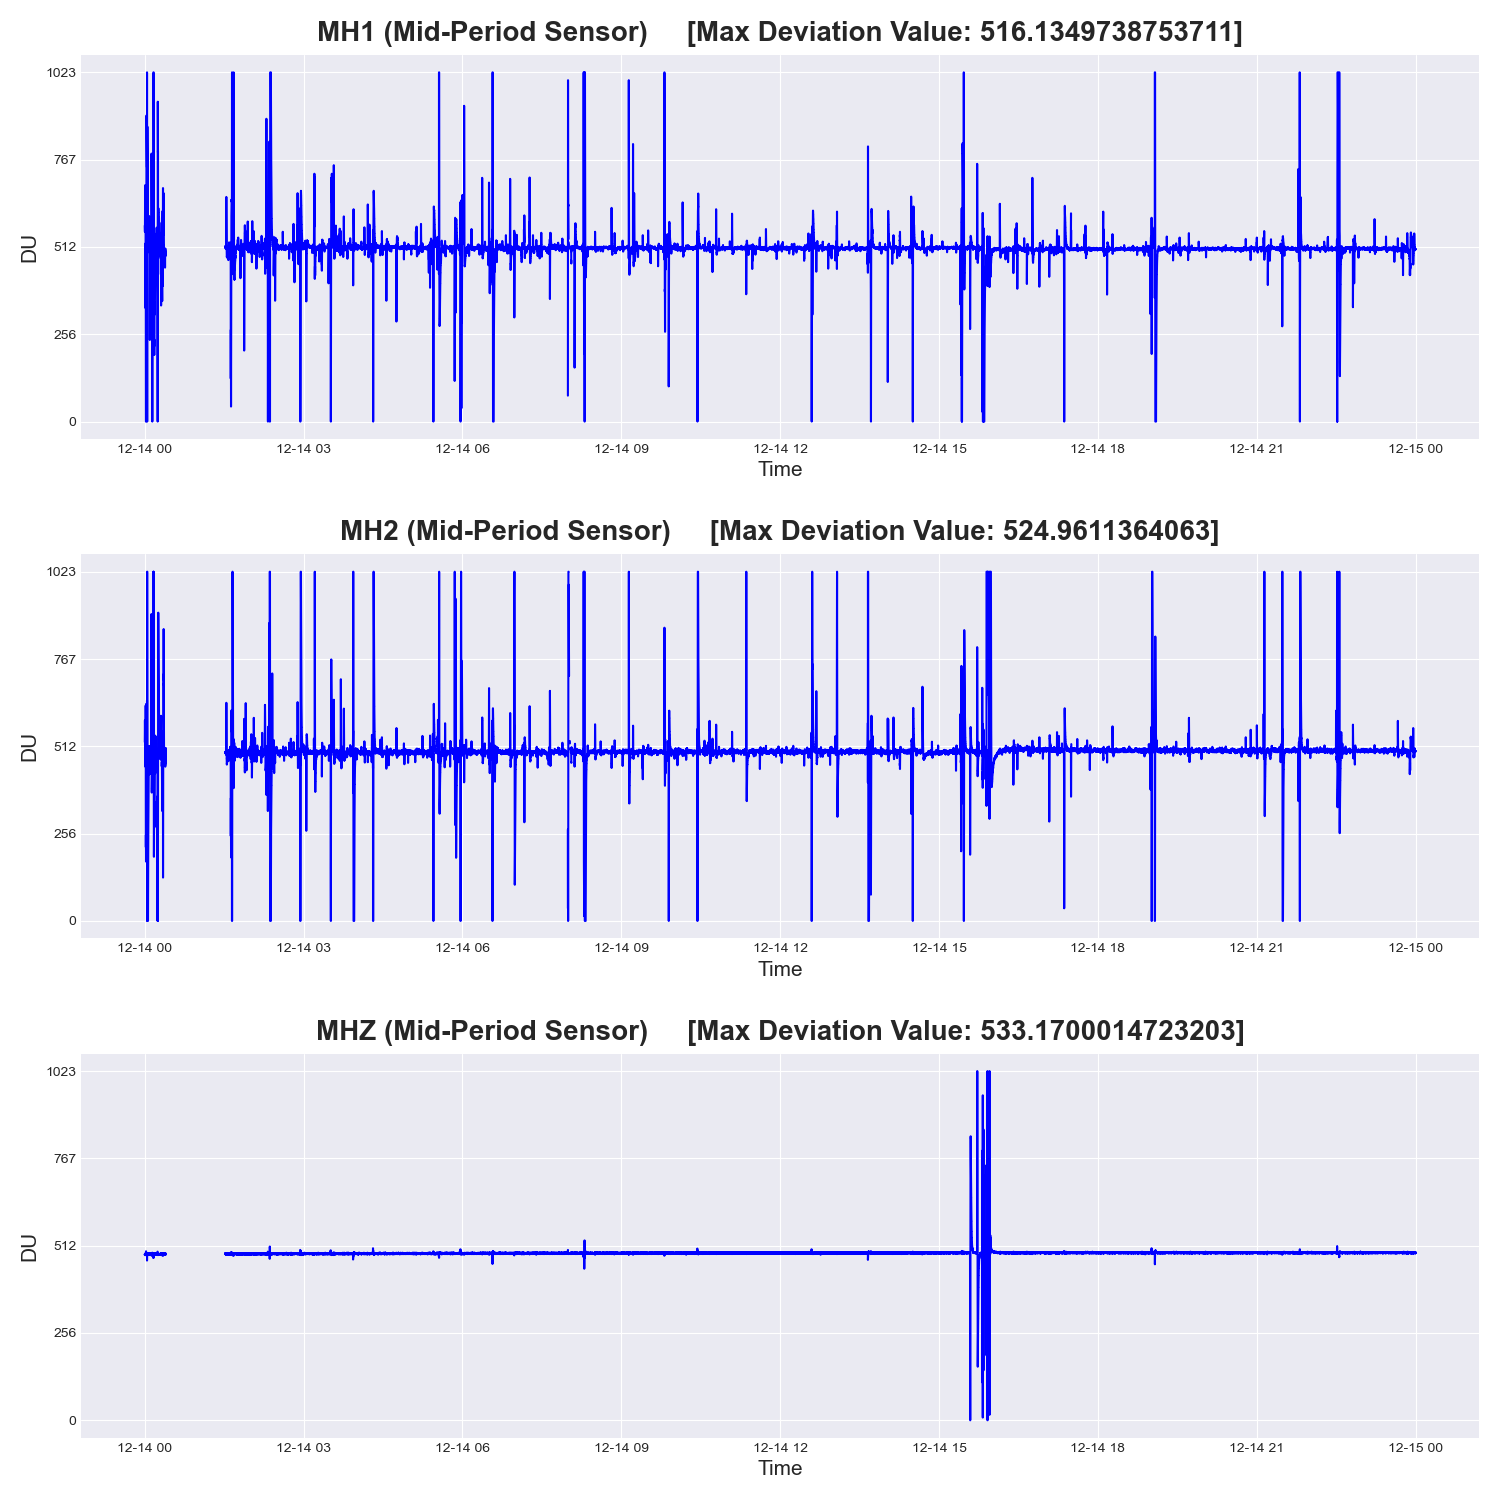 MH1 (Mid-Period Sensor) [Max Deviation Value: 516.1349738753711]
1023
767
512
256
0
DU
12-14 00 12-14 03 12-14 06 12-14 09 12-14 12 12-14 15 12-14 18 12-14 21 12-15 00
Time
MH2 (Mid-Period Sensor) [Max Deviation Value: 524.9611364063]
1023
767
512
256
0
DU
12-14 00 12-14 03 12-14 06 12-14 09 12-14 12 12-14 15 12-14 18 12-14 21 12-15 00
Time
MHZ (Mid-Period Sensor) [Max Deviation Value: 533.1700014723203]
1023
767
512
256
0
DU
12-14 00 12-14 03 12-14 06 12-14 09 12-14 12 12-14 15 12-14 18 12-14 21 12-15 00
Time